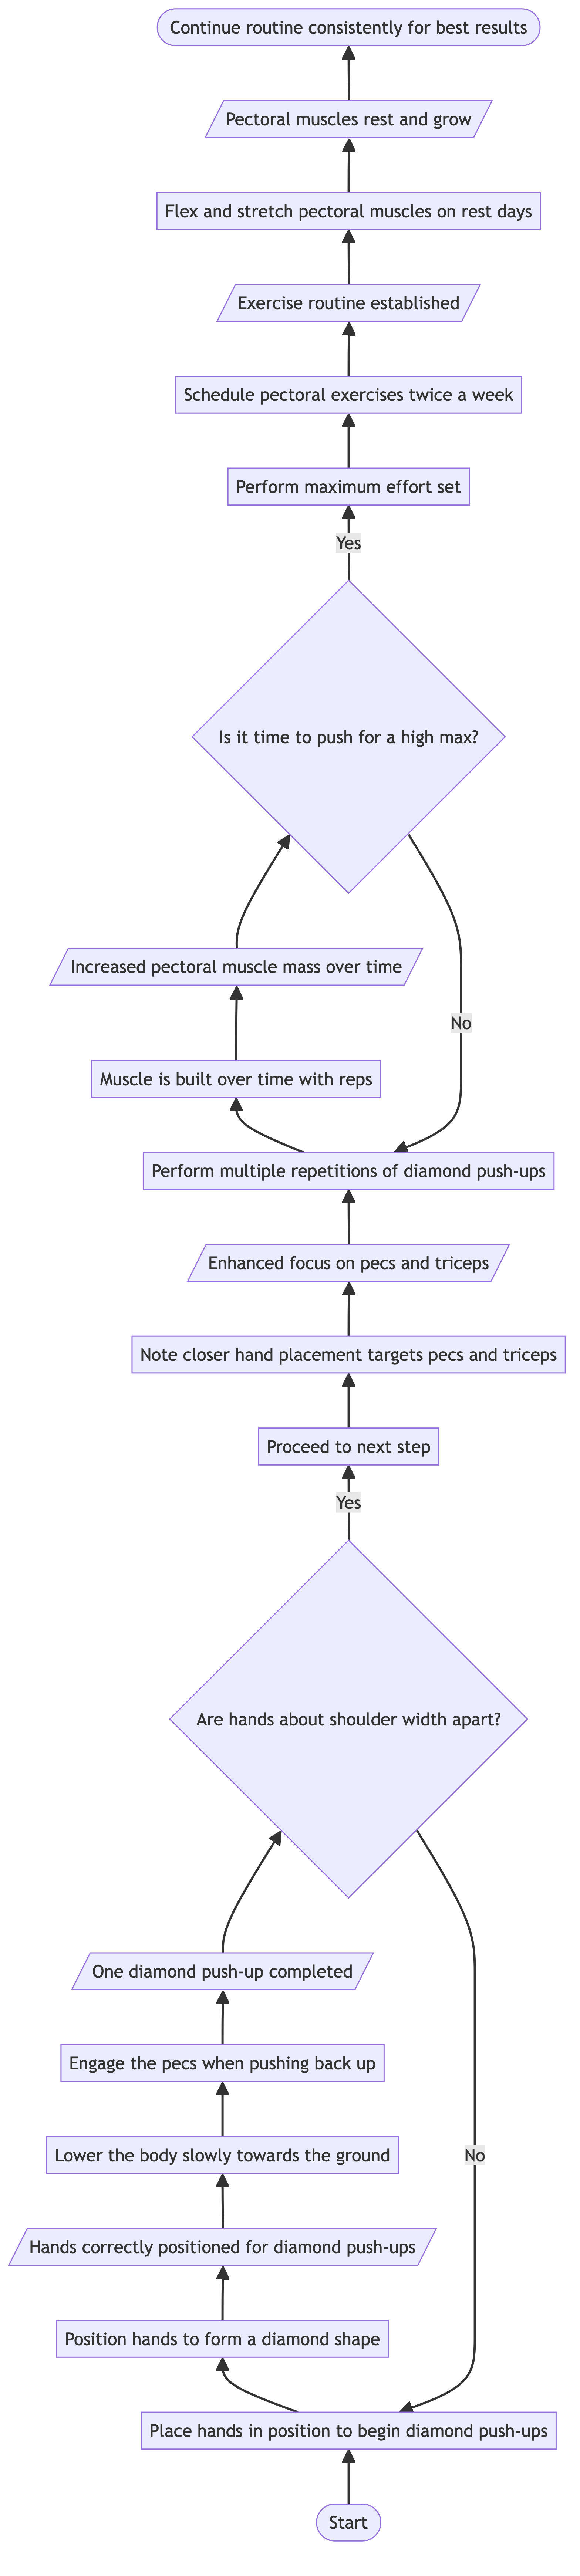 Continue routine consistently for best results
Pectoral muscles rest and grow
Flex and stretch pectoral muscles on rest days
Exercise routine established
Schedule pectoral exercises twice a week
Perform maximum effort set
Yes
Is it time to push for a high max?
Increased pectoral muscle mass over time
No
Muscle is built over time with reps
Perform multiple repetitions of diamond push-ups
Enhanced focus on pecs and triceps
Note closer hand placement targets pecs and triceps
Proceed to next step
Yes
Are hands about shoulder width apart?
One diamond push-up completed
Engage the pecs when pushing back up
Lower the body slowly towards the ground
No
Hands correctly positioned for diamond push-ups
Position hands to form a diamond shape
Place hands in position to begin diamond push-ups
Start